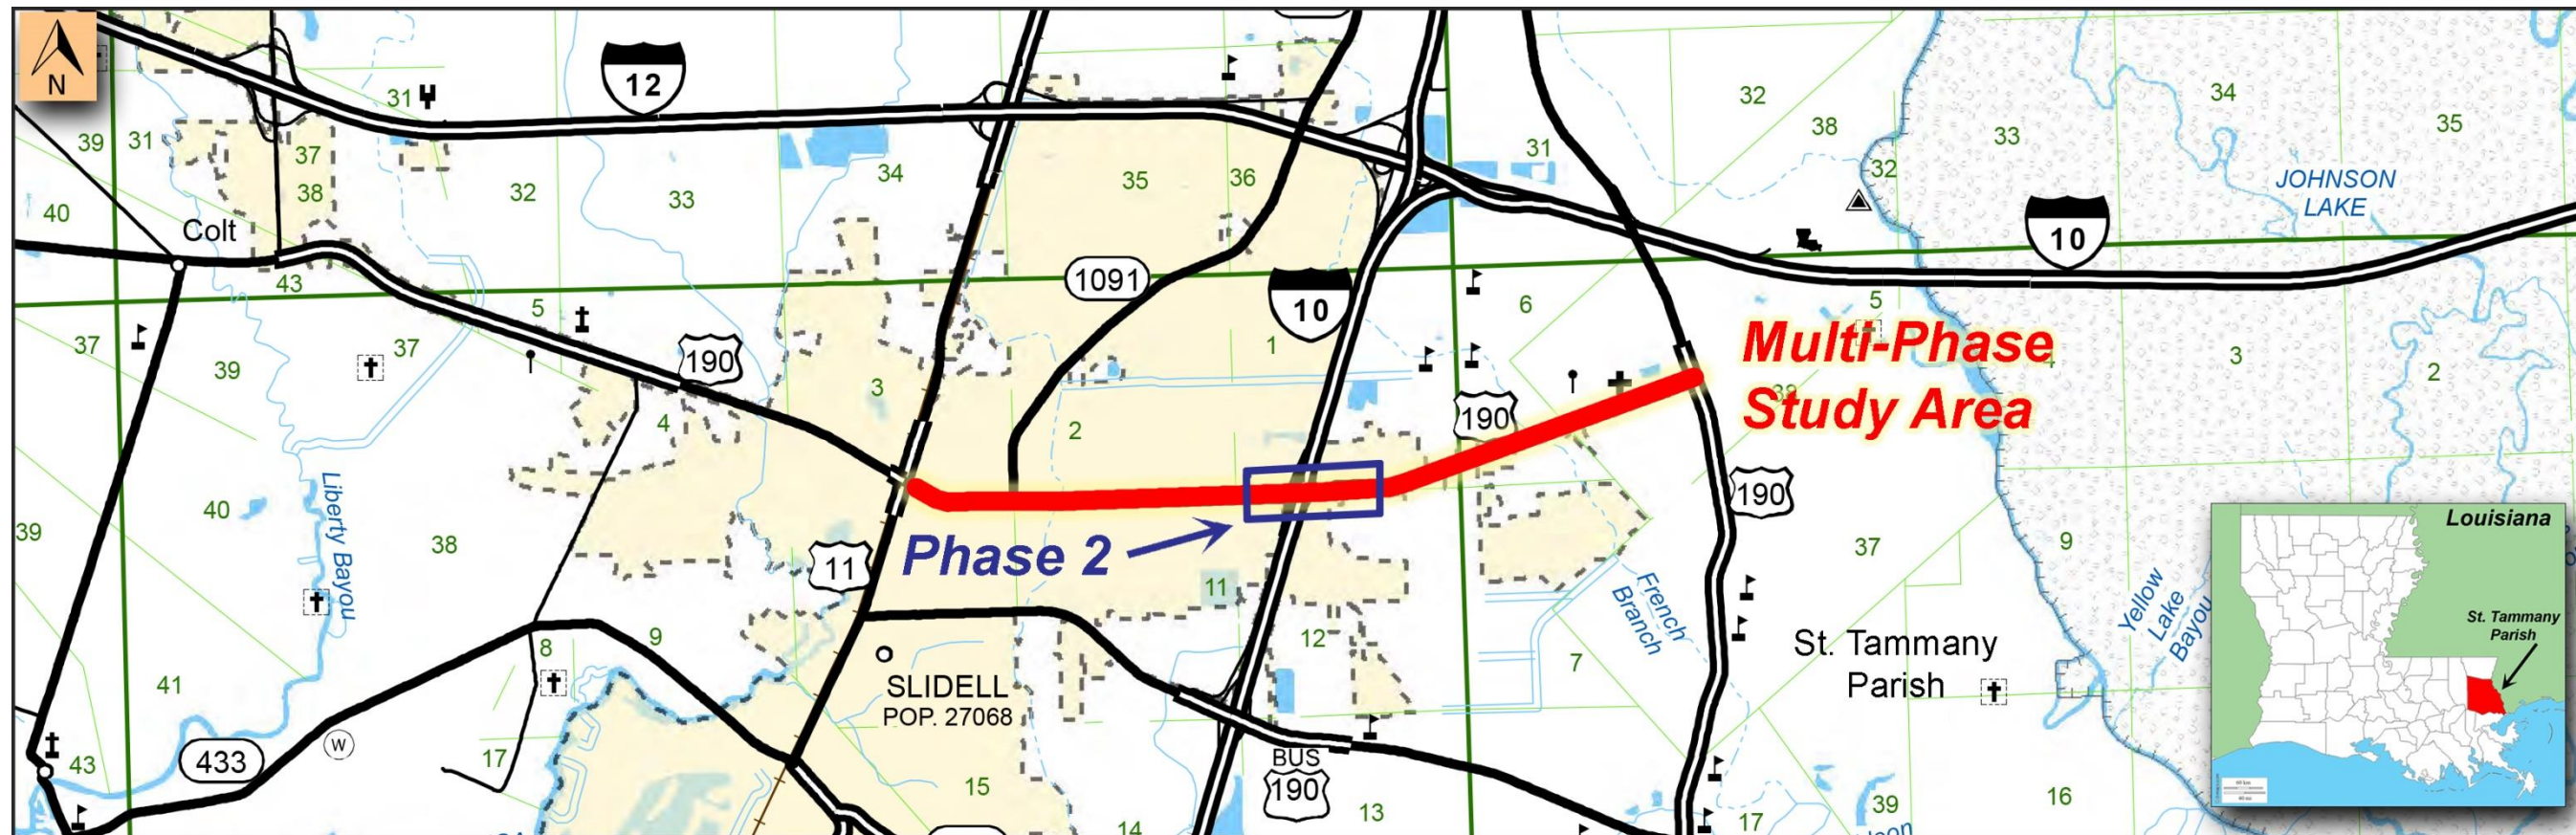 N
12
31
32
34
35
38
33
39
31
37
32
33
34
35
36
31
32
JOHNSON
LAKE
40
38
Colt
10
43
1091
10
5
6
5
37
37
190
1
Multi-Phase
Study Area
4
3
2
39
3
190
4
2
40
38
Phase 2
190
39
11
11
37
9
Louisiana
St. Tammany
Parish
Liberty Bayou
French
Branch
Yellow
Lake
Bayou
8
9
12
7
St. Tammany
Parish
41
SLIDELL
POP. 27068
W
17
433
43
15
BUS
190
14
13
39
16
17